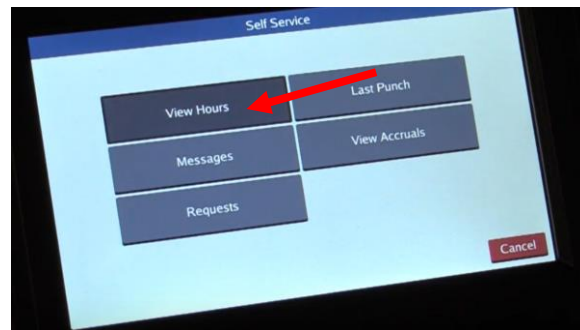 Self Service
View Hours
Last Punch
Messages
View Accruals
Requests
Cancel